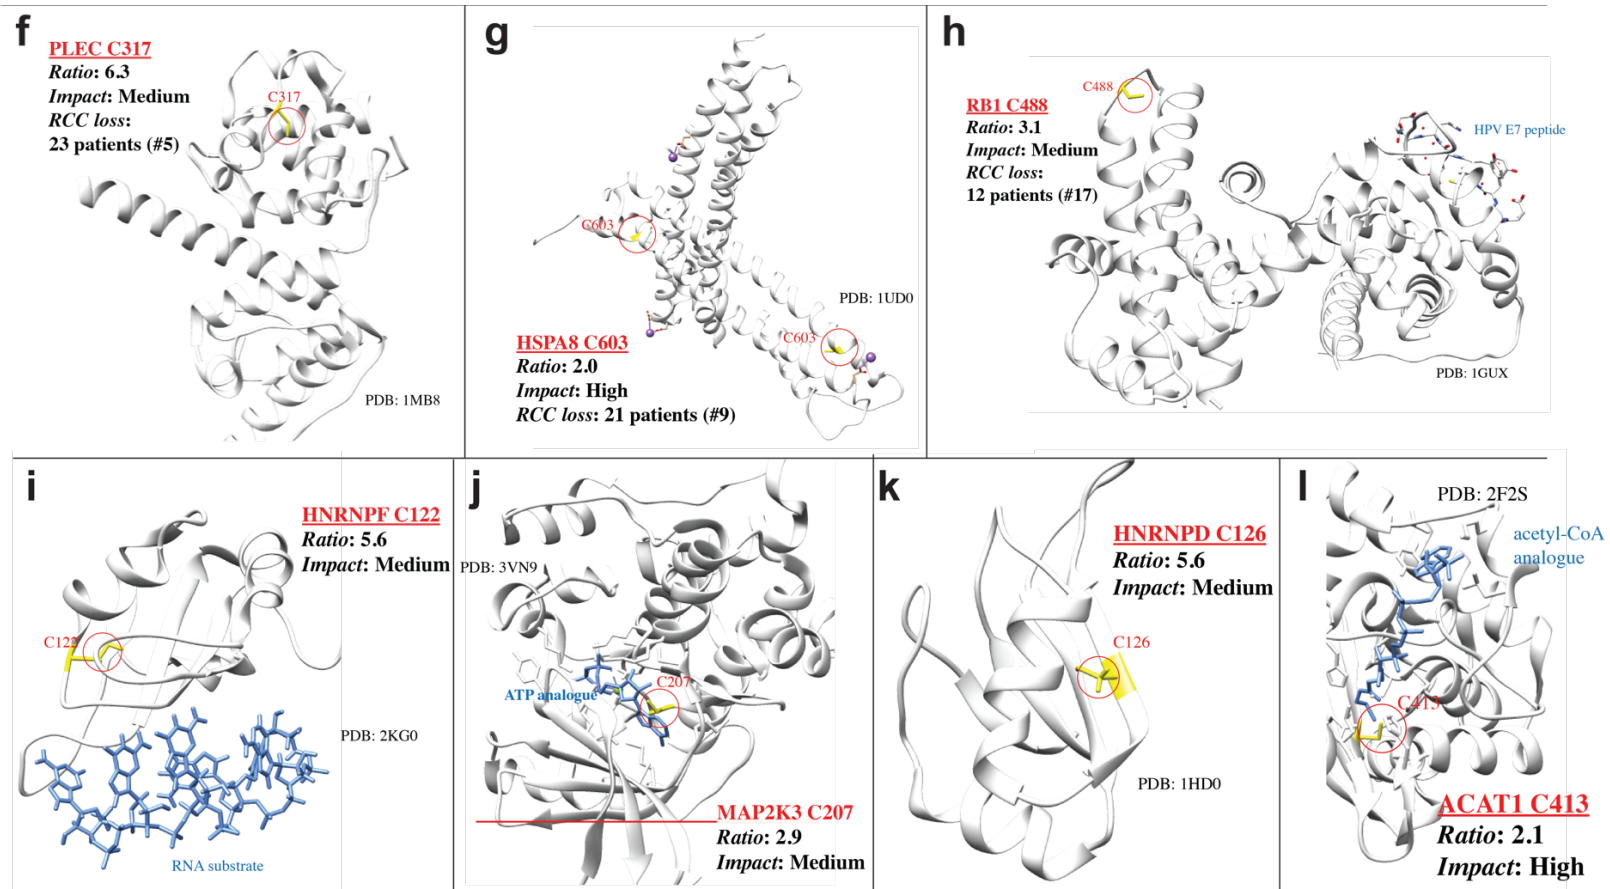 f
PLEC C317
Ratio: 6.3
Impact: Medium
RCC loss:
23 patients (#5)
C317
PDB: 1MB8
g
C603
PDB: 1UD0
C603
HSPA8 C603
Ratio: 2.0
Impact: High
RCC loss: 21 patients (#9)
h
C488
RB1 C488
Ratio: 3.1
Impact: Medium
RCC loss:
12 patients (#17)
HPV E7 peptide
PDB: 1GUX
i
HNRNPF C122
Ratio: 5.6
Impact: Medium
C122
PDB: 2KG0
RNA substrate
j
PDB: 3VN9
C207
ATP analogue
MAP2K3 C207
Ratio: 2.9
Impact: Medium
k
HNRNPD C126
Ratio: 5.6
Impact: Medium
C126
PDB: 1HD0
l
PDB: 2F2S
acetyl-CoA
analogue
C413
ACAT1 C413
Ratio: 2.1
Impact: High